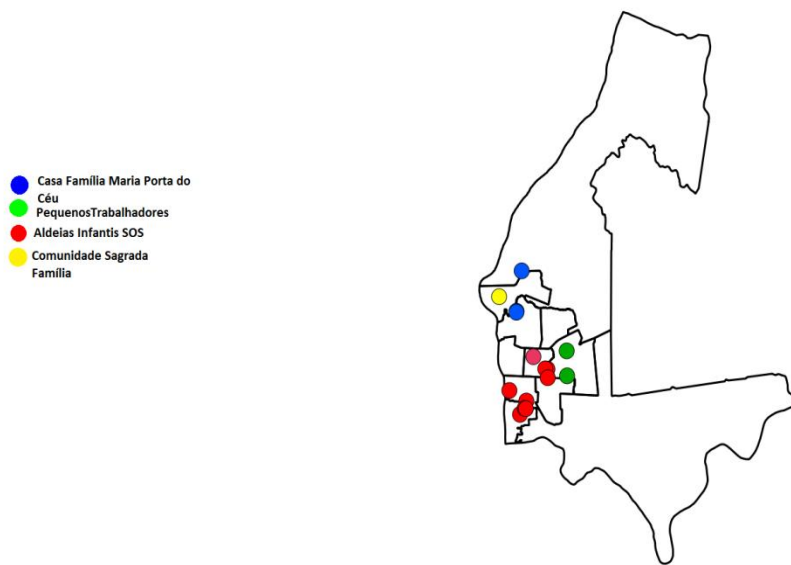 Casa Família Maria Porta do
Céu
PequenosTrabalhadores
Aldeias Infantis SOS
Comunidade Sagrada
Família